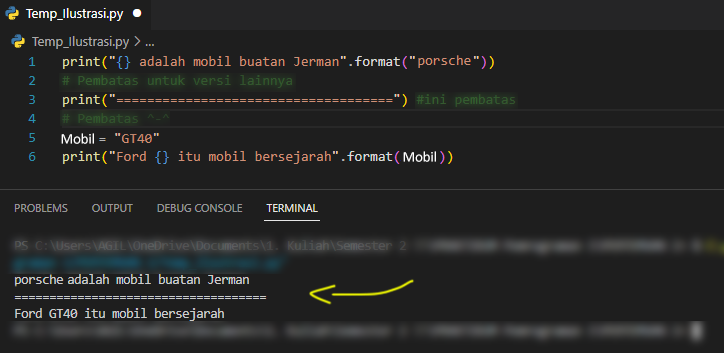 Temp_Ilustrasi.py
Temp_Ilustrasi.py > ...
1 print("{} adalah mobil buatan Jerman".format("porsche"))
2 # Pembatas untuk versi lainnya
3 print("=====================================") #ini pembatas
4 # Pembatas ^-^
5 Mobil = "GT40"
6 print("Ford {} itu mobil bersejarah".format(Mobil))
PROBLEMS OUTPUT DEBUG CONSOLE TERMINAL
PS C:\Users\AGIL\OneDrive\Documents\1. Kuliah\Semester 2
porsche adalah mobil buatan Jerman
=====================================
Ford GT40 itu mobil bersejarah